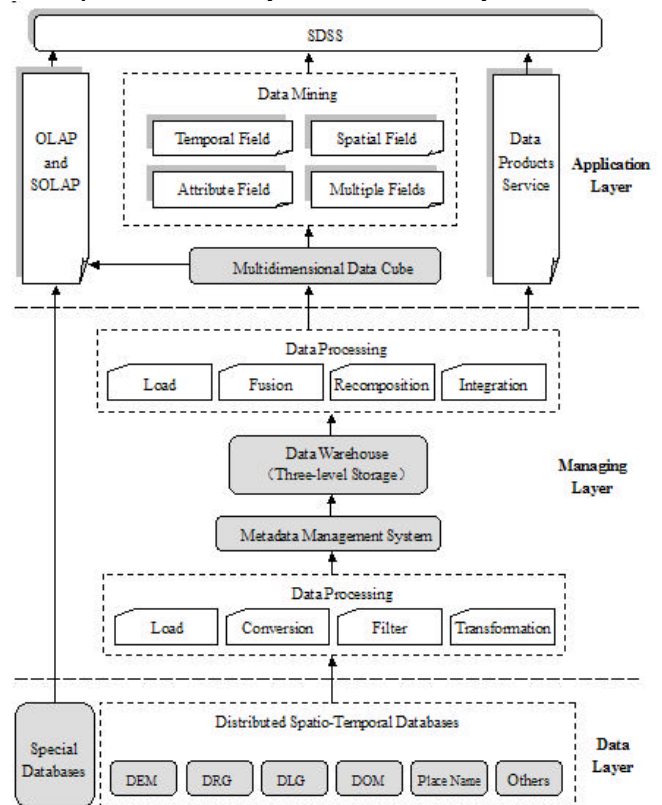 SDSS
Data Mining
OLAP
and
SOLAP
Temporal Field
Spatial Field
Attribute Field
Multiple Fields
Data
Products
Service
Application
Layer
Multidimensional Data Cube
Data Processing
Load
Fusion
Recomposition
Integration
Data Warehouse
（Three-level Storage）
Managing
Layer
Metadata Management System
Data Processing
Load
Conversion
Filter
Transformation
Special
Databases
Distributed Spatio-Temporal Databases
DEM
DRG
DLG
DOM
Place Name
Others
Data
Layer